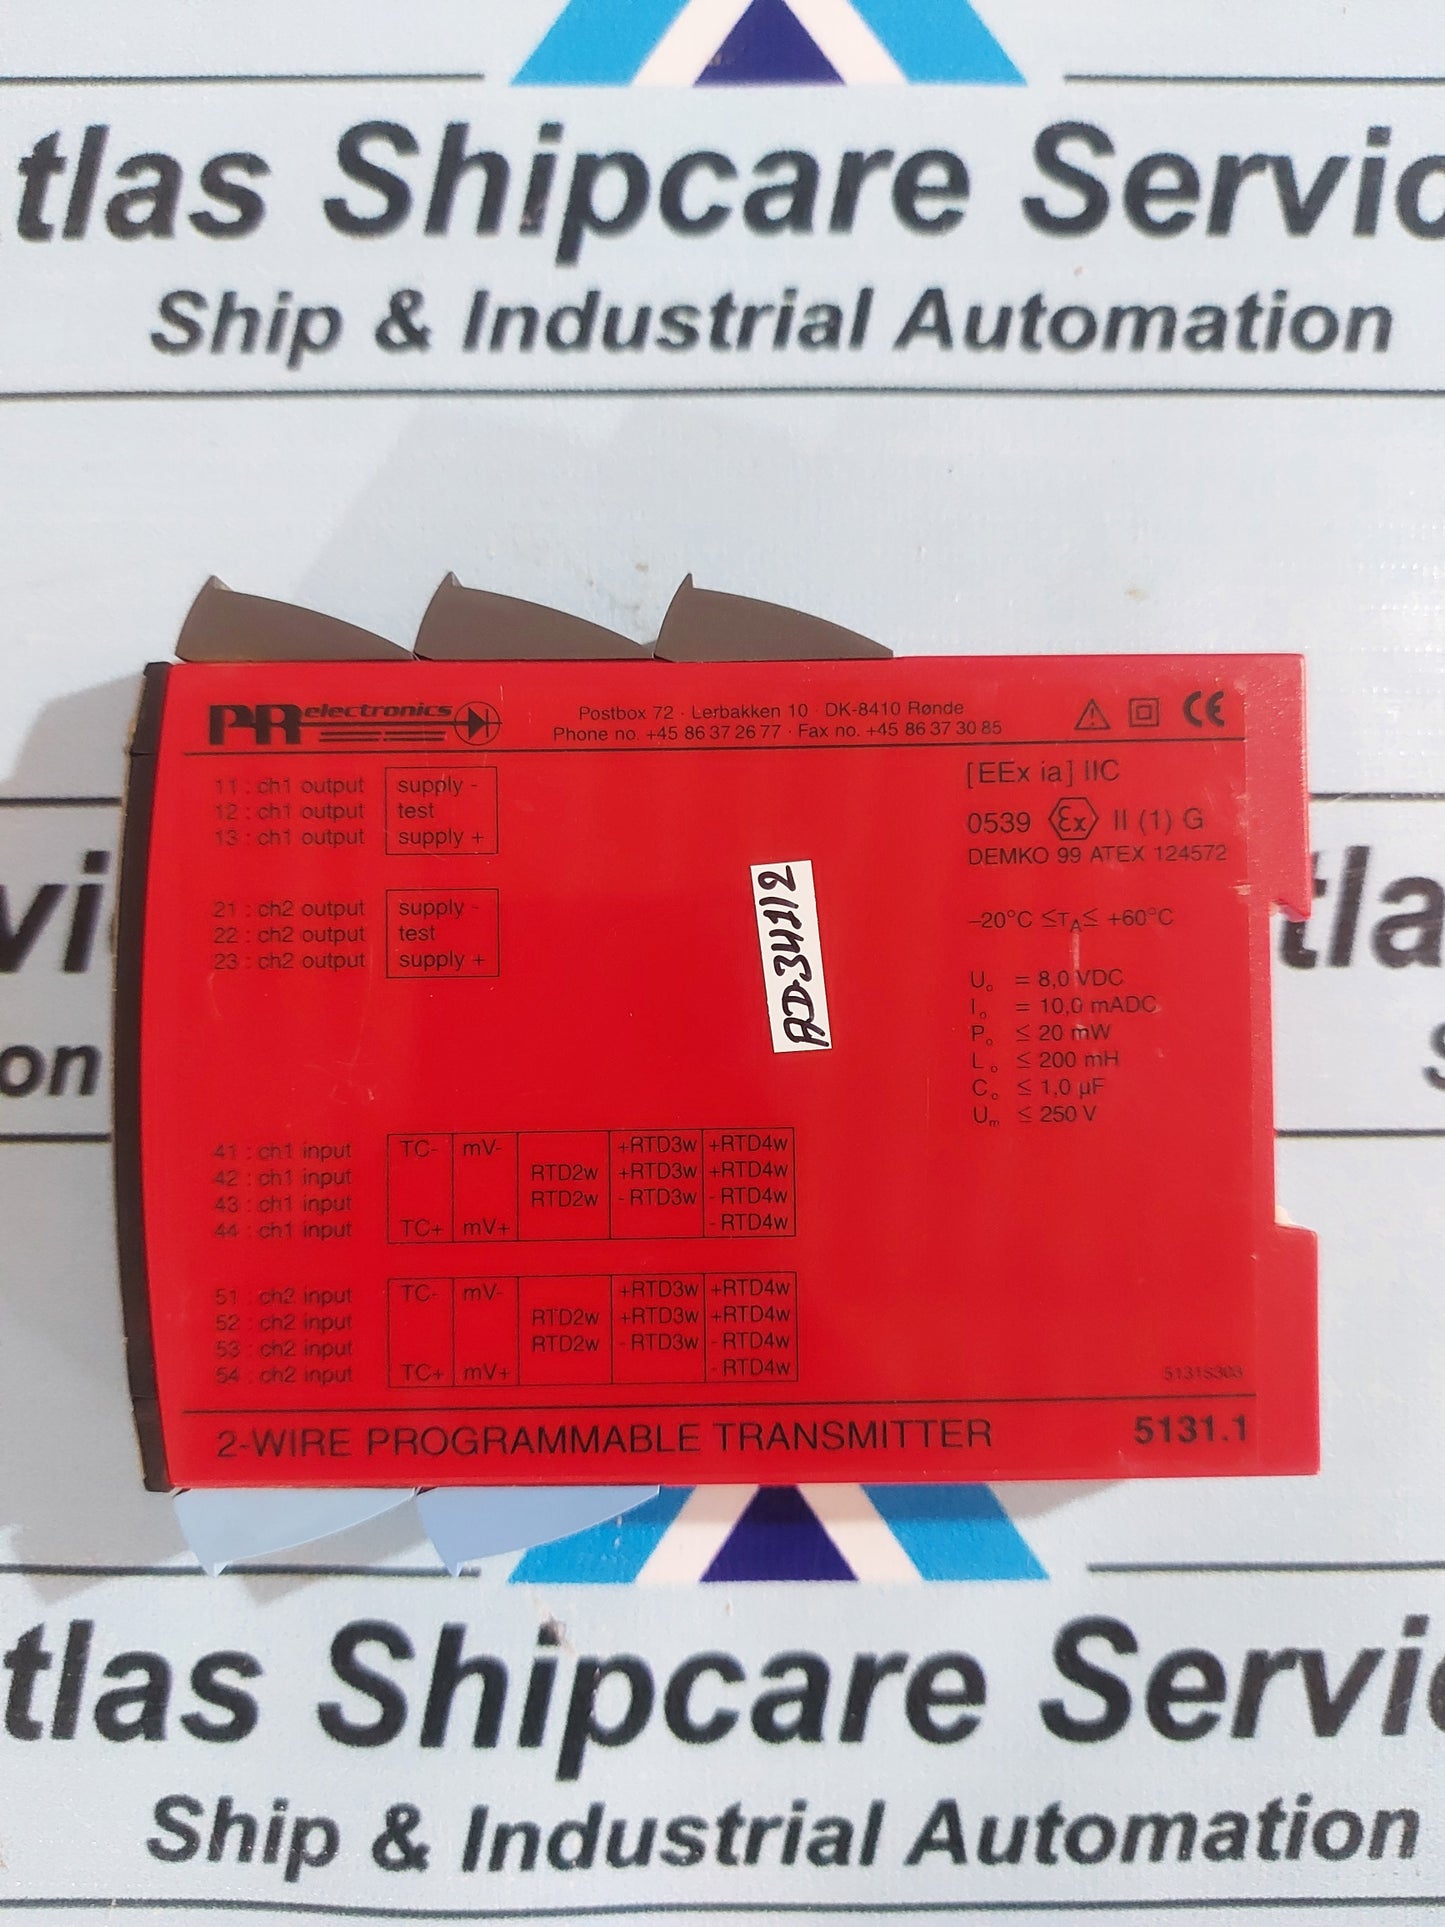 tlas Shipcare Servic
Ship & Industrial Automation
PR electronics
Postbox 72 · Lerbakken 10 · DK-8410 Rønde
Phone no. +45 86 37 26 77 · Fax no. +45 86 37 30 85
CE
11 : ch1 output supply -
12 : ch1 output test
13 : ch1 output supply +
[EEx ia] IIC
0539 Ex II (1) G
DEMKO 99 ATEX 124572
21 : ch2 output supply -
22 : ch2 output test
23 : ch2 output supply +
-20°C ≤TA≤ +60°C
Uo = 8,0 VDC
Io = 10,0 mADC
Po ≤ 20 mW
Lo ≤ 200 mH
Co ≤ 1,0 µF
Um ≤ 250 V
41 : ch1 input TC- mV- +RTD3w +RTD4w
42 : ch1 input RTD2w +RTD3w +RTD4w
43 : ch1 input RTD2w - RTD3w - RTD4w
44 : ch1 input TC+ mV+ - RTD4w
51 : ch2 input TC- mV- +RTD3w +RTD4w
52 : ch2 input RTD2w +RTD3w +RTD4w
53 : ch2 input RTD2w - RTD3w - RTD4w
54 : ch2 input TC+ mV+ - RTD4w
5131S303
2-WIRE PROGRAMMABLE TRANSMITTER 5131.1
vi
on
tla
s
tlas Shipcare Servic
Ship & Industrial Automation